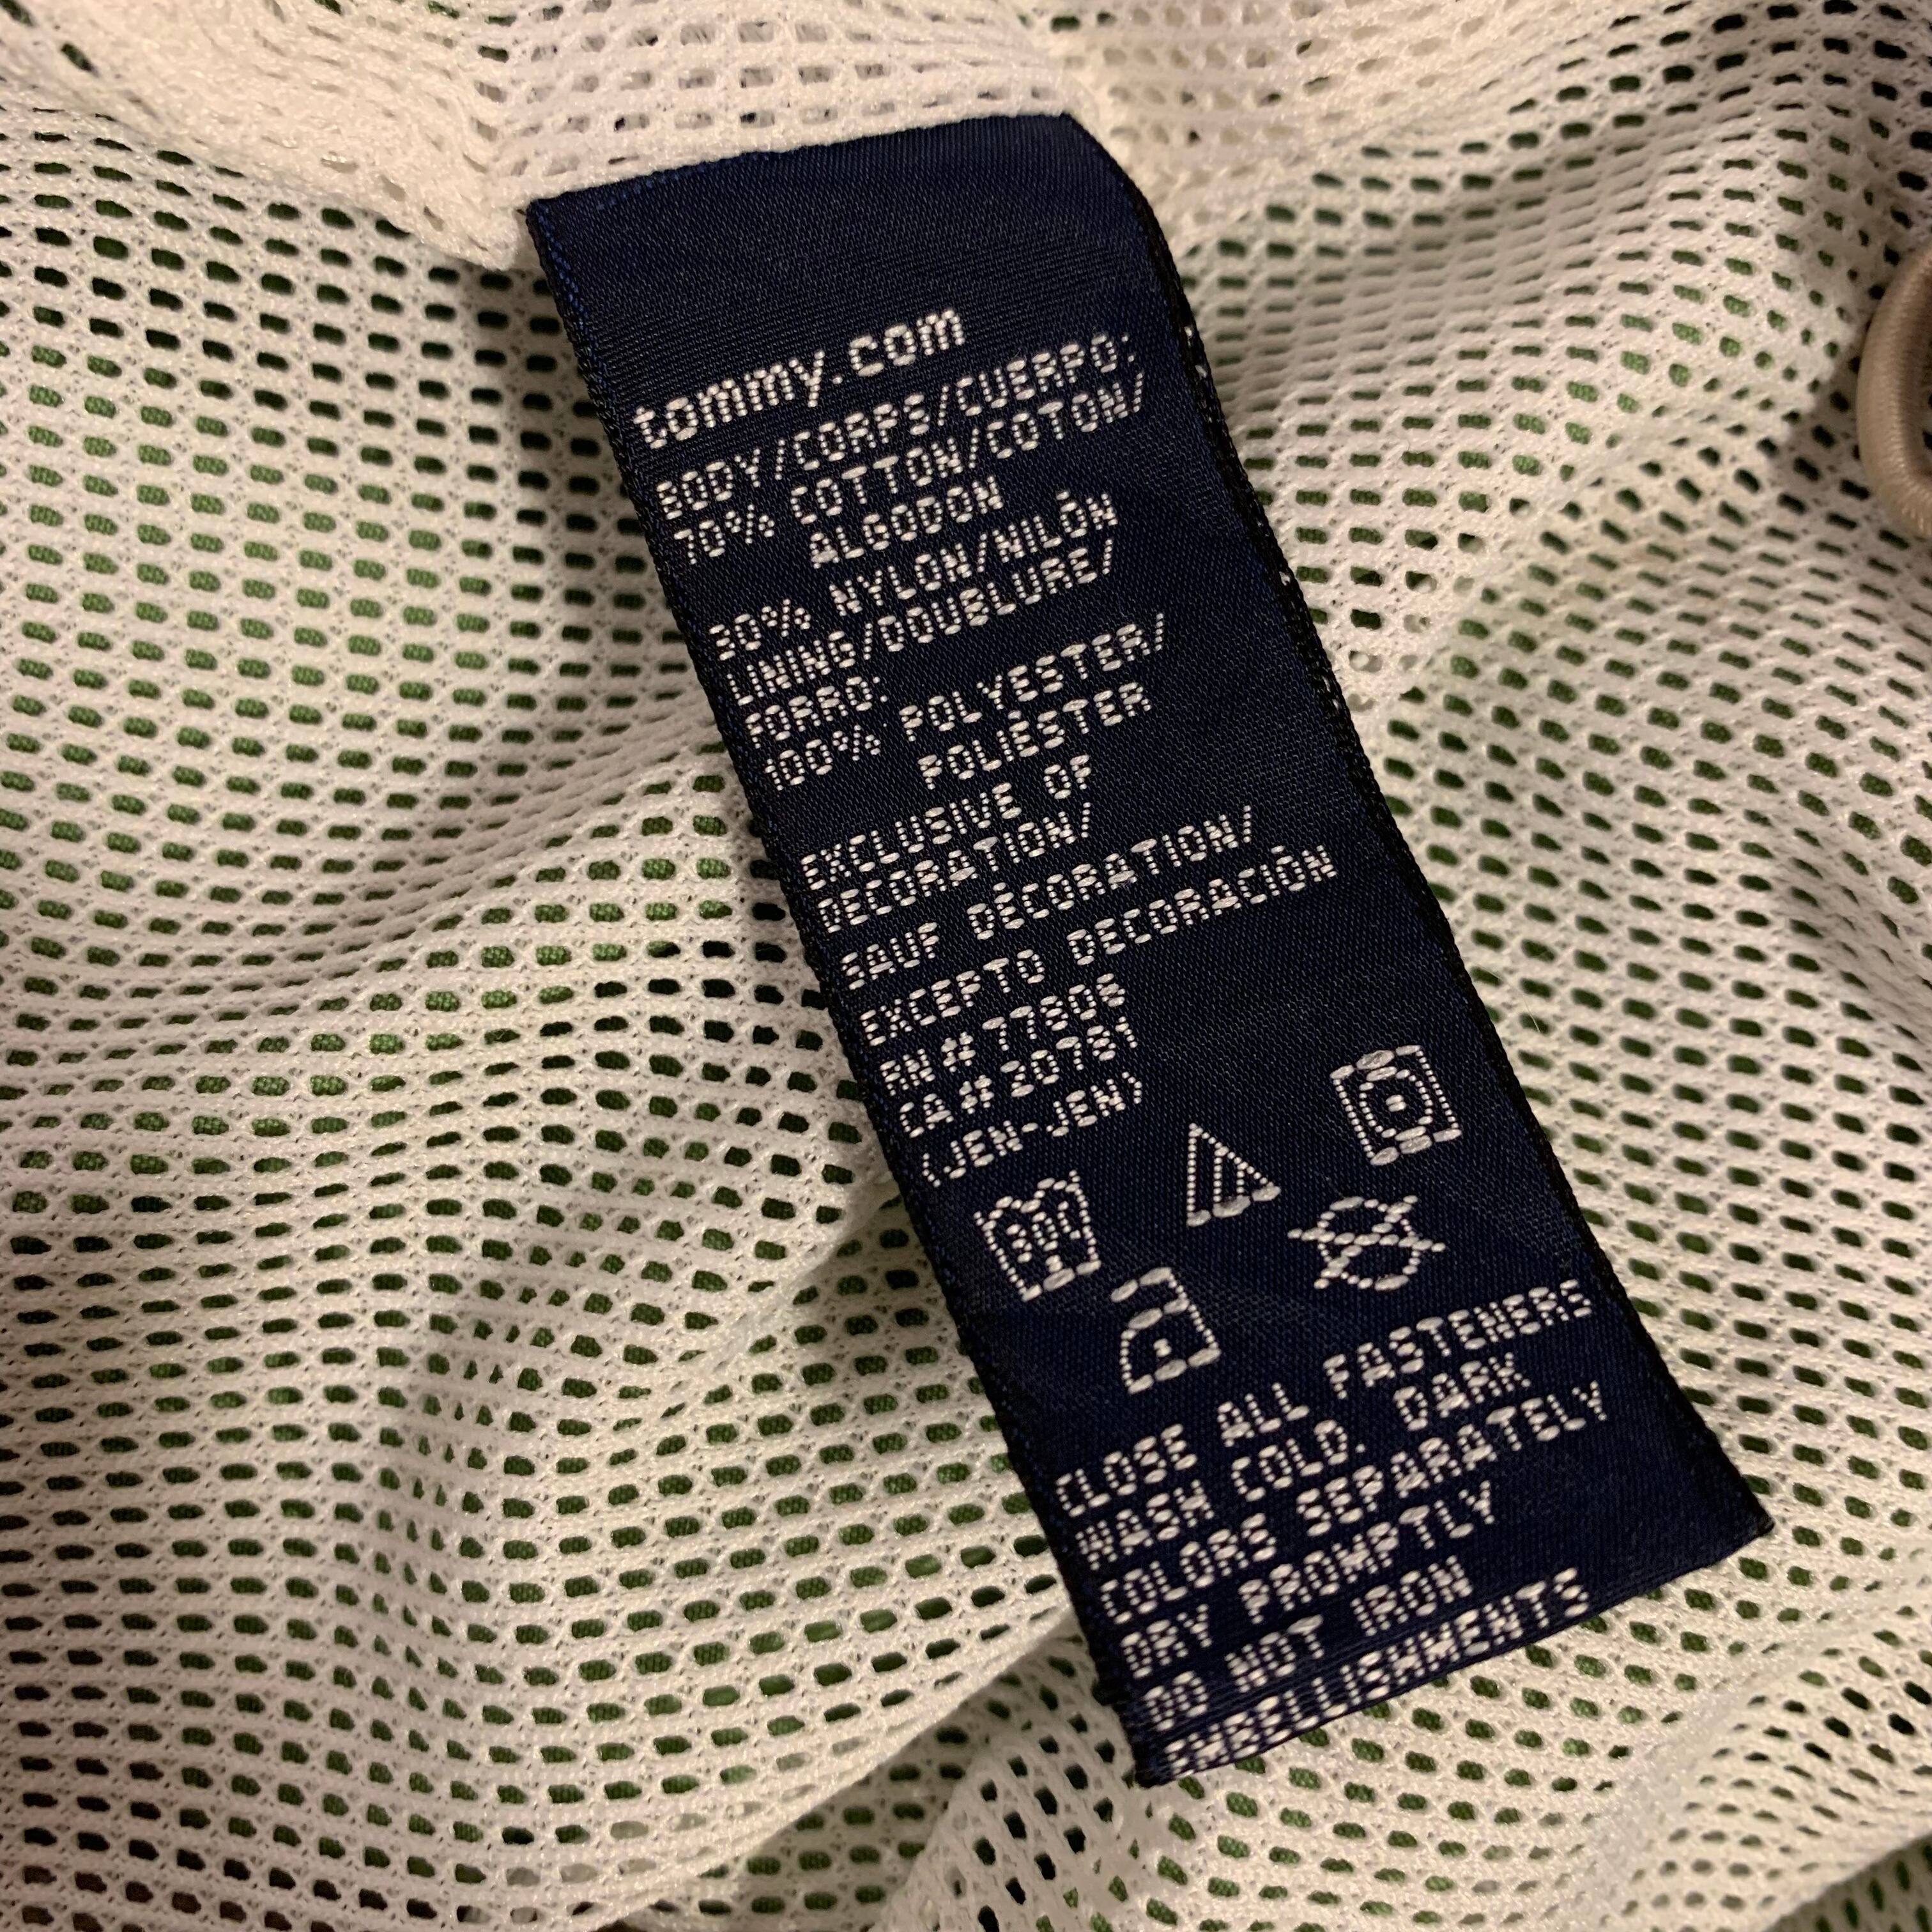 tommy.com
BODY/CORPS/CUERPO:
70% COTTON/COTON/
ALGODON
30% NYLON/NILÓN
LINING/DOUBLURE/
FORRO:
100% POLYESTER/
POLIÉSTER
EXCLUSIVE OF
DECORATION/
SAUF DÉCORATION/
EXCEPTO DECORACIÓN
RN # 77806
CA # 20781
(JEN-JEN)
30C
CLOSE ALL FASTENERS
WASH COLD. DARK
COLORS SEPARATELY
DRY PROMPTLY
DO NOT IRON
EMBELLISHMENTS